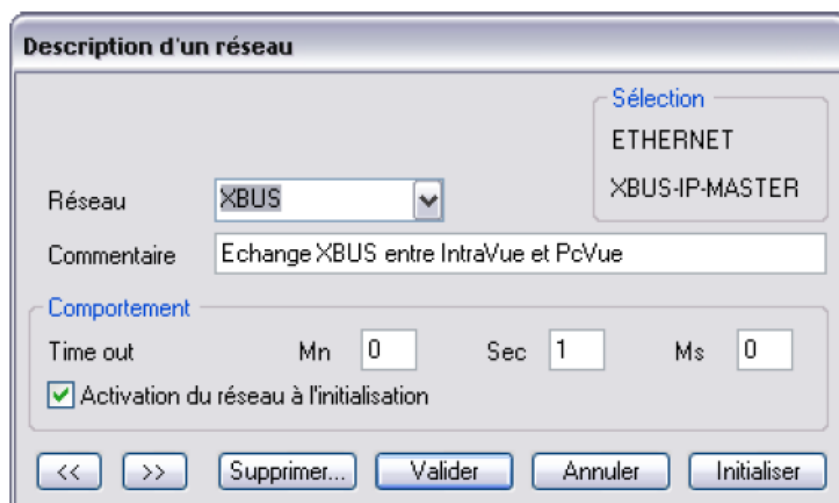 Description d'un réseau
Sélection
ETHERNET
XBUS-IP-MASTER
Réseau XBUS
Commentaire Echange XBUS entre IntraVue et PcVue
Comportement
Time out Mn 0 Sec 1 Ms 0
Activation du réseau à l'initialisation
<< >> Supprimer... Valider Annuler Initialiser